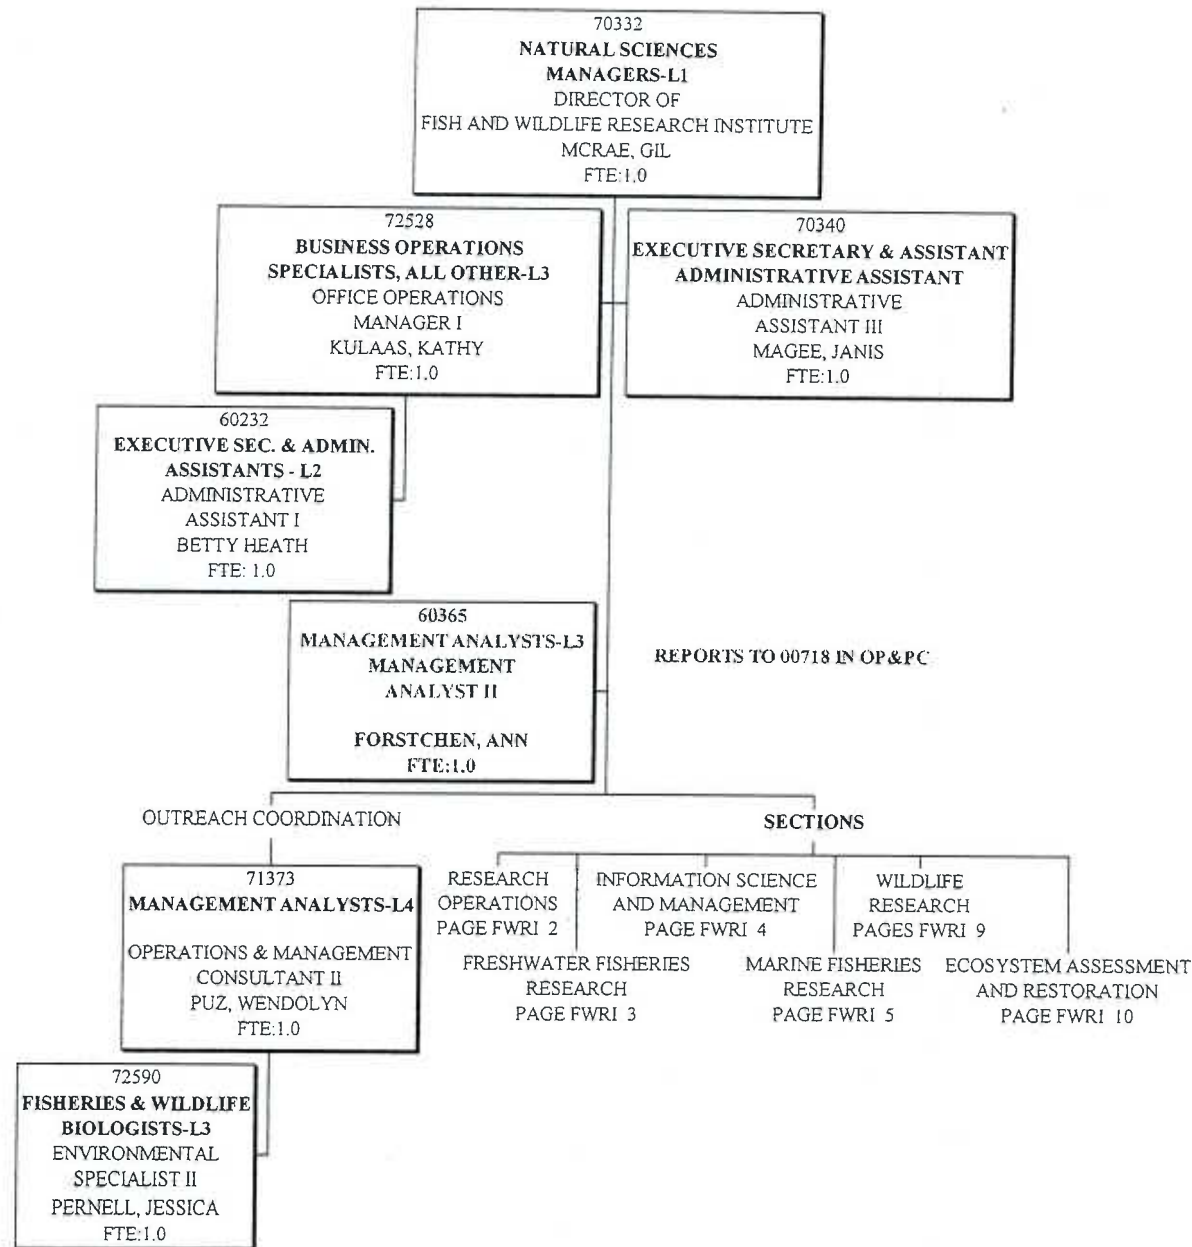 70332
NATURAL SCIENCES
MANAGERS-L1
DIRECTOR OF
FISH AND WILDLIFE RESEARCH INSTITUTE
MCRAE, GIL
FTE:1.0
72528
BUSINESS OPERATIONS
SPECIALISTS, ALL OTHER-L3
OFFICE OPERATIONS
MANAGER I
KULAAS, KATHY
FTE:1.0
70340
EXECUTIVE SECRETARY & ASSISTANT
ADMINISTRATIVE ASSISTANT
ADMINISTRATIVE
ASSISTANT III
MAGEE, JANIS
FTE:1.0
60232
EXECUTIVE SEC. & ADMIN.
ASSISTANTS - L2
ADMINISTRATIVE
ASSISTANT I
BETTY HEATH
FTE: 1.0
60365
MANAGEMENT ANALYSTS-L3
MANAGEMENT
ANALYST II
FORSTCHEN, ANN
FTE:1.0
REPORTS TO 00718 IN OP&PC
OUTREACH COORDINATION
71373
MANAGEMENT ANALYSTS-L4
OPERATIONS & MANAGEMENT
CONSULTANT II
PUZ, WENDOLYN
FTE:1.0
72590
FISHERIES & WILDLIFE
BIOLOGISTS-L3
ENVIRONMENTAL
SPECIALIST II
PERNELL, JESSICA
FTE:1.0
SECTIONS
RESEARCH
OPERATIONS
PAGE FWRI 2
FRESHWATER FISHERIES
RESEARCH
PAGE FWRI 3
INFORMATION SCIENCE
AND MANAGEMENT
PAGE FWRI 4
MARINE FISHERIES
RESEARCH
PAGE FWRI 5
WILDLIFE
RESEARCH
PAGES FWRI 9
ECOSYSTEM ASSESSMENT
AND RESTORATION
PAGE FWRI 10